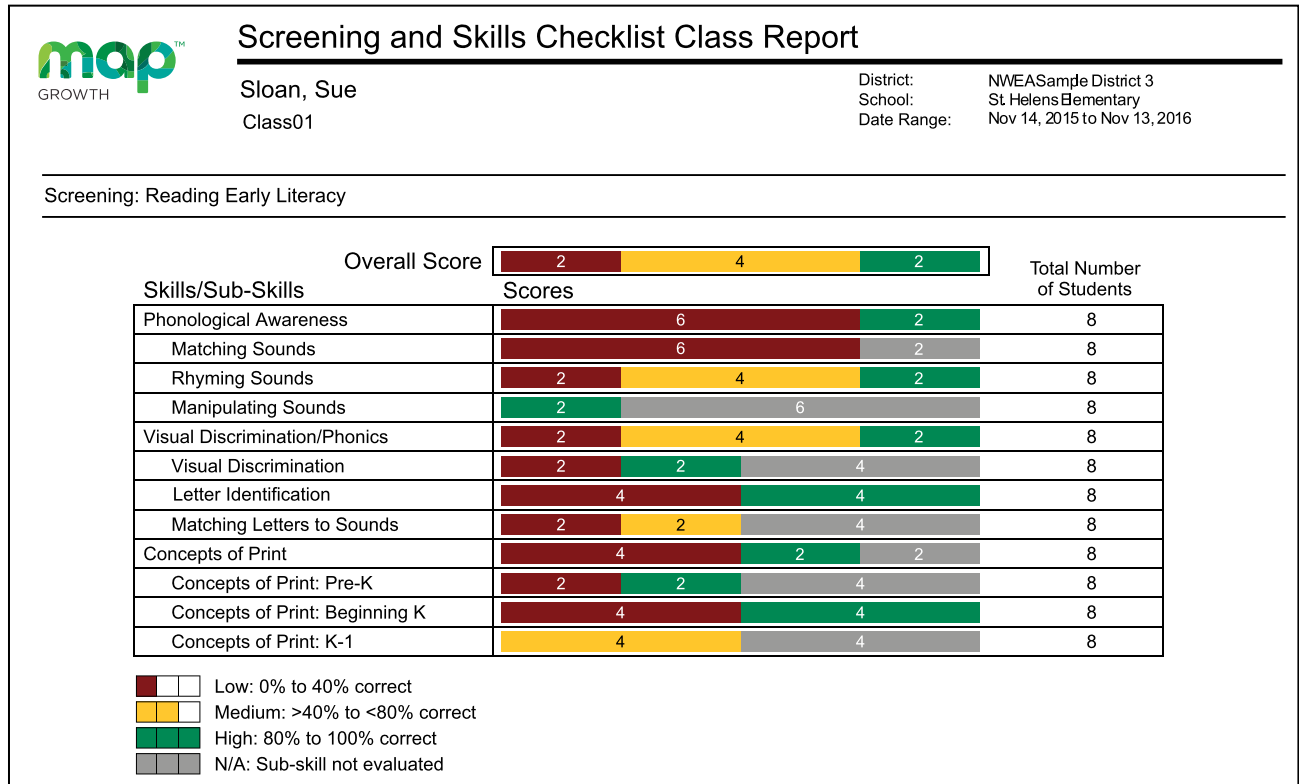 map™
GROWTH
Screening and Skills Checklist Class Report
Sloan, Sue
Class01
District: NWEASample District 3
School: St. Helens Elementary
Date Range: Nov 14, 2015 to Nov 13, 2016
Screening: Reading Early Literacy
Overall Score 2 4 2
Total Number
of Students
Skills/Sub-Skills Scores
Phonological Awareness 6 2 8
Matching Sounds 6 2 8
Rhyming Sounds 2 4 2 8
Manipulating Sounds 2 6 8
Visual Discrimination/Phonics 2 4 2 8
Visual Discrimination 2 2 4 8
Letter Identification 4 4 8
Matching Letters to Sounds 2 2 4 8
Concepts of Print 4 2 2 8
Concepts of Print: Pre-K 2 2 4 8
Concepts of Print: Beginning K 4 4 8
Concepts of Print: K-1 4 4 8
Low: 0% to 40% correct
Medium: >40% to <80% correct
High: 80% to 100% correct
N/A: Sub-skill not evaluated